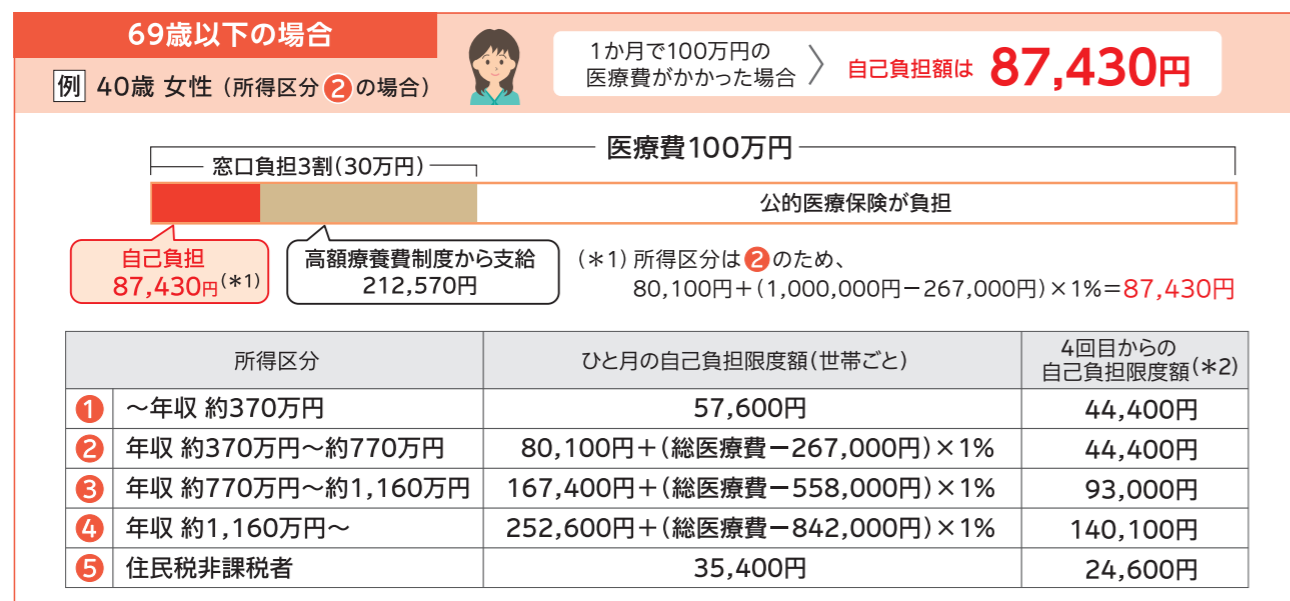 69歳以下の場合
例 40歳 女性（所得区分❷の場合）
1か月で100万円の
医療費がかかった場合
自己負担額は 87,430円
医療費100万円
窓口負担3割（30万円）
公的医療保険が負担
自己負担
87,430円（＊1）
高額療養費制度から支給
212,570円
（＊1）所得区分は❷のため、
80,100円＋（1,000,000円－267,000円）×1%＝87,430円
所得区分 ひと月の自己負担限度額（世帯ごと） 4回目からの
自己負担限度額（＊2）
❶ ～年収 約370万円 57,600円 44,400円
❷ 年収 約370万円～約770万円 80,100円＋（総医療費－267,000円）×1% 44,400円
❸ 年収 約770万円～約1,160万円 167,400円＋（総医療費－558,000円）×1% 93,000円
❹ 年収 約1,160万円～ 252,600円＋（総医療費－842,000円）×1% 140,100円
❺ 住民税非課税者 35,400円 24,600円